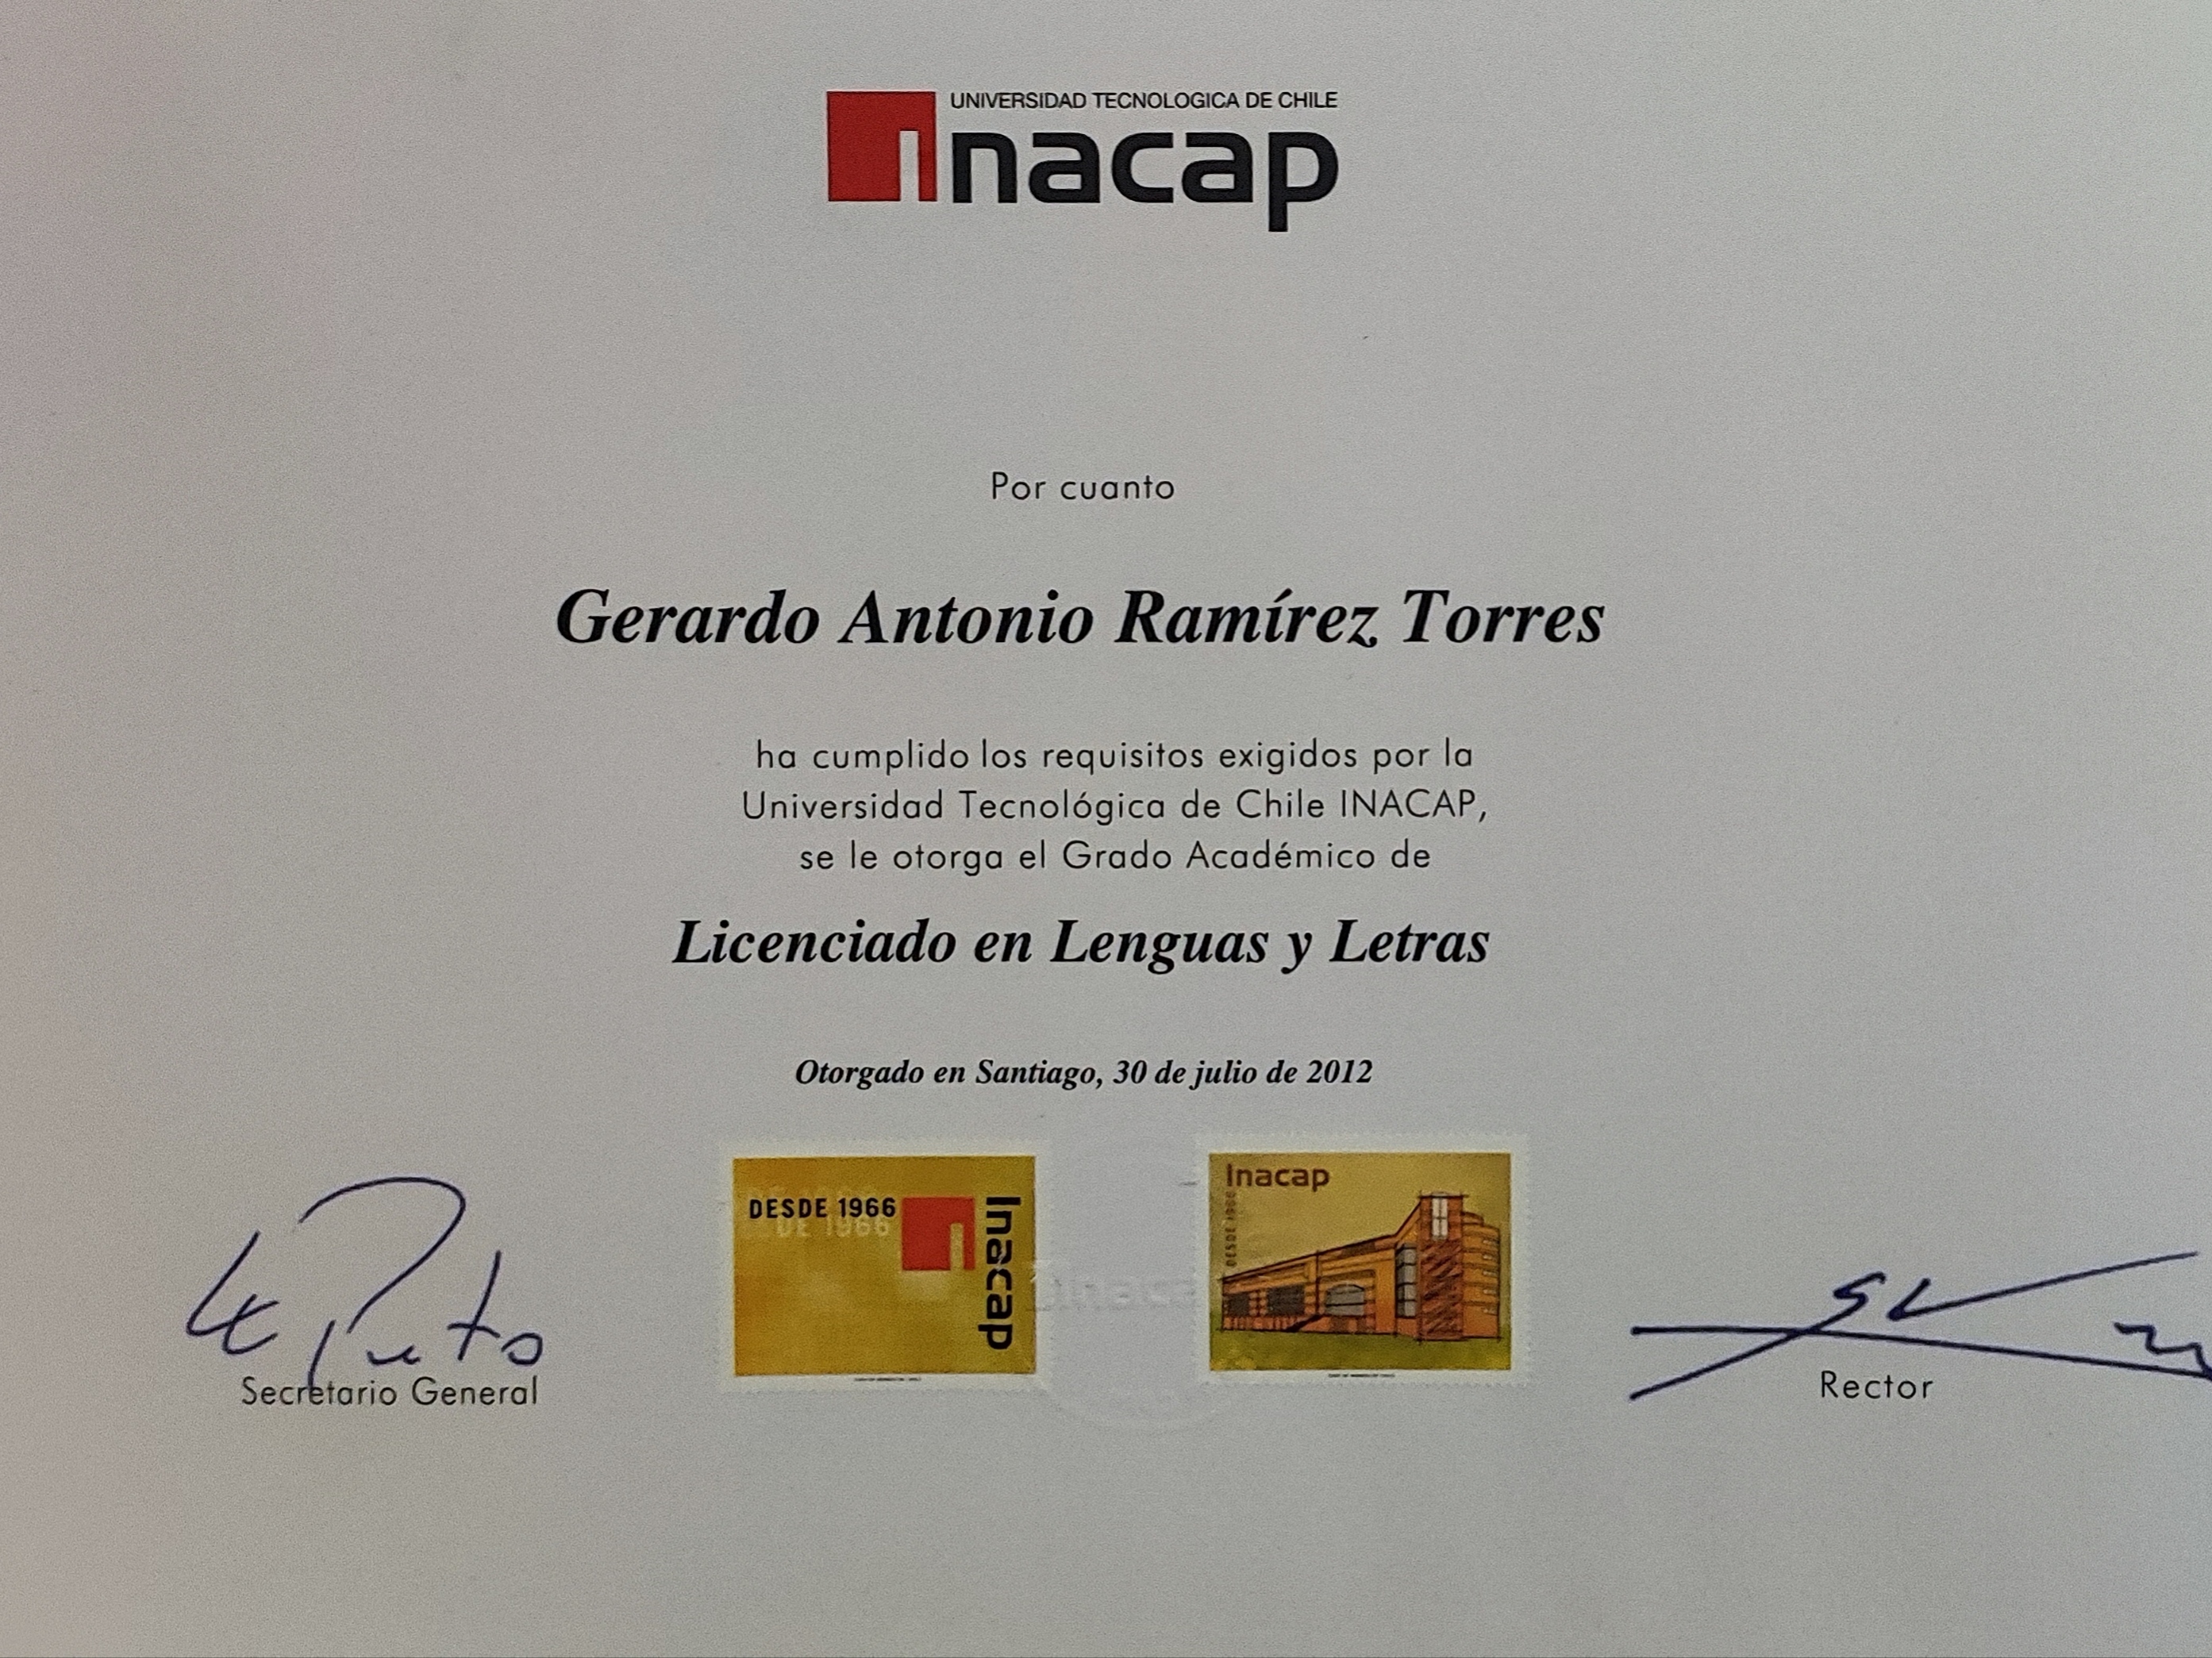 UNIVERSIDAD TECNOLOGICA DE CHILE
Inacap
Por cuanto
Gerardo Antonio Ramírez Torres
ha cumplido los requisitos exigidos por la
Universidad Tecnológica de Chile INACAP,
se le otorga el Grado Académico de
Licenciado en Lenguas y Letras
Otorgado en Santiago, 30 de julio de 2012
DESDE 1966
DE 1966
Inacap
Inacap
DESDE 1966
Inacap
Secretario General
Rector